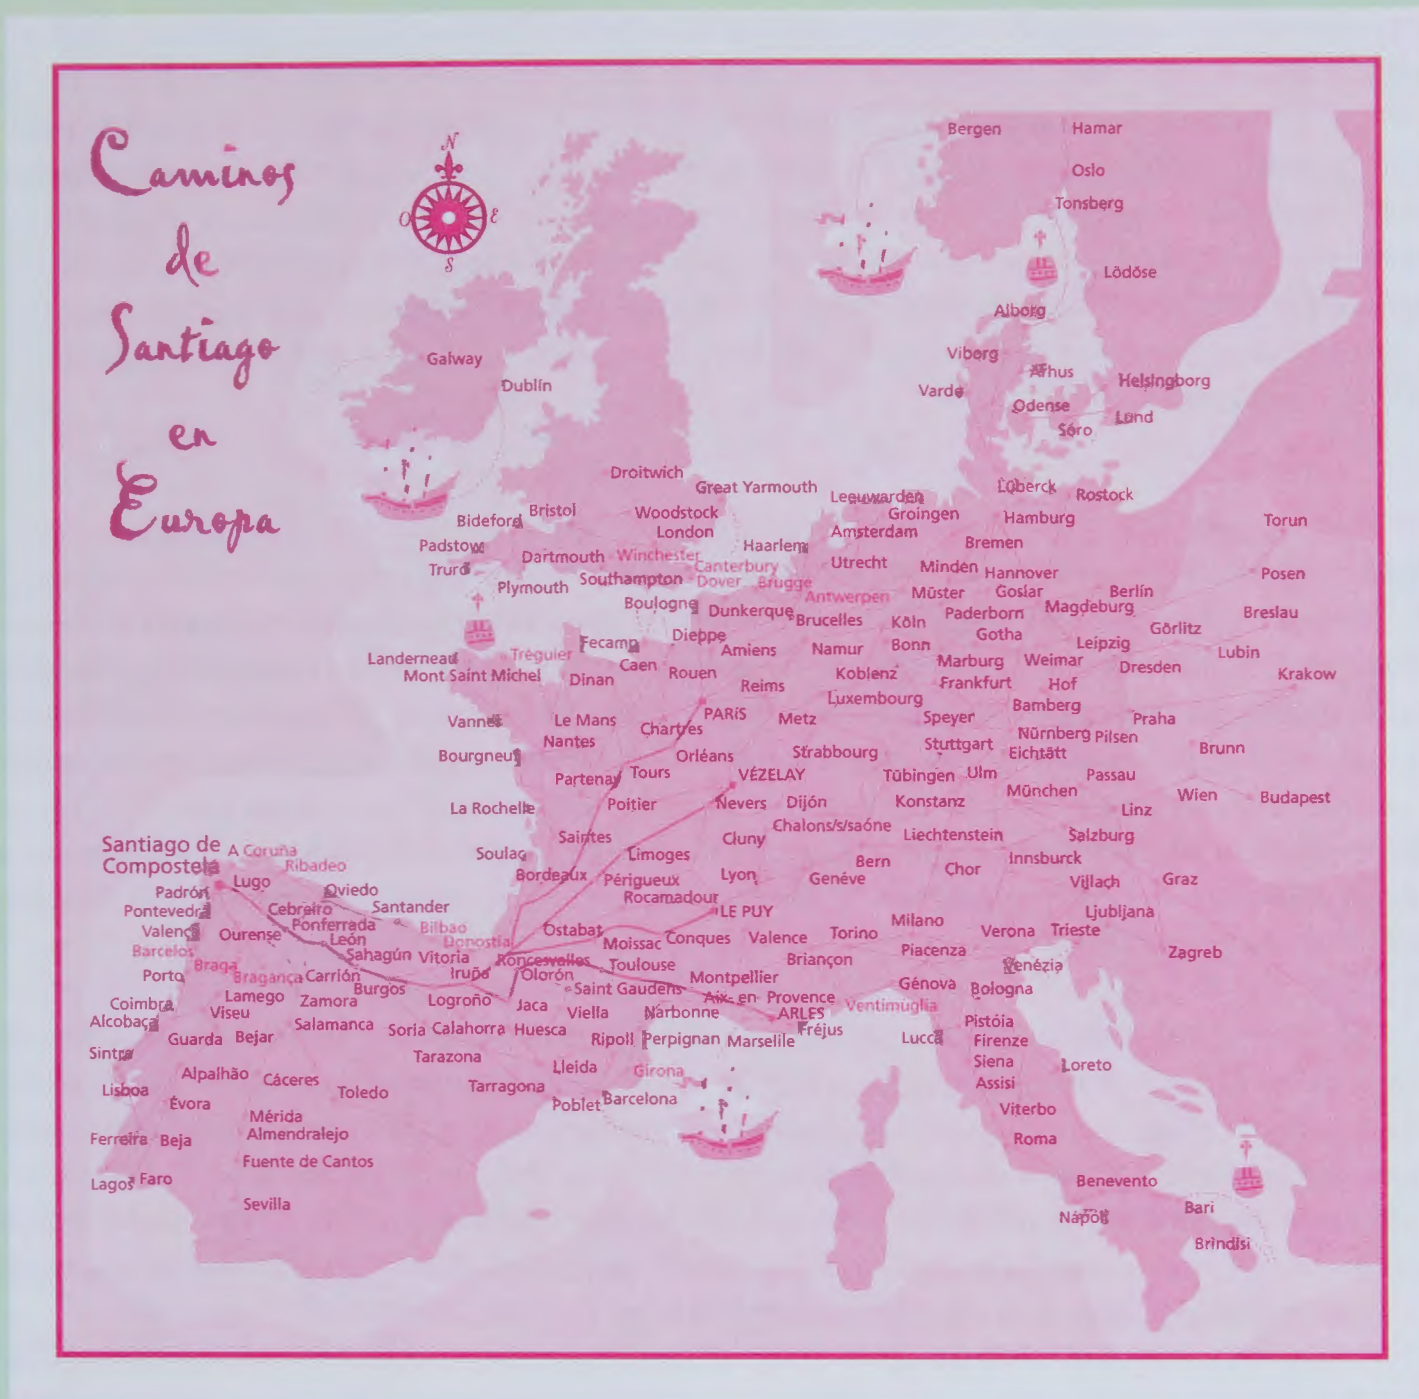 Caminos
de
Santiago
en
Europa
N
O
E
S
Bergen
Hamar
Oslo
Tonsberg
Lödöse
Alborg
Viborg
Århus
Varde
Helsingborg
Odense
Lund
Sóro
Galway
Dublín
Droitwich
Great Yarmouth
Leeuwarden
Lüberck
Rostock
Bristol
Woodstock
Groingen
Hamburg
Torun
Bideford
London
Amsterdam
Padstow
Dartmouth
Winchester
Haarlem
Bremen
Truro
Canterbury
Utrecht
Minden
Hannover
Posen
Plymouth
Southampton
Dover
Brugge
Antwerpen
Müster
Goslar
Berlín
Boulogne
Dunkerque
Brucelles
Köln
Paderborn
Magdeburg
Breslau
Fecamp
Dieppe
Amiens
Namur
Bonn
Gotha
Leipzig
Görlitz
Landerneau
Tréguier
Caen
Rouen
Koblenz
Marburg
Weimar
Dresden
Lubin
Mont Saint Michel
Dinan
Reims
Luxembourg
Frankfurt
Hof
Krakow
Vannes
Le Mans
Chartres
PARíS
Metz
Speyer
Bamberg
Praha
Bourgneuf
Nantes
Orléans
Strabbourg
Stuttgart
Nürnberg
Pilsen
Eichtätt
Brunn
Partenay
Tours
VÉZELAY
Tübingen
Ulm
Passau
La Rochelle
Poitier
Nevers
Dijón
Konstanz
München
Linz
Wien
Budapest
Saintes
Cluny
Chalons/s/saóne
Liechtenstein
Salzburg
Soulac
Limoges
Bern
Chor
Innsburck
Bordeaux
Périgueux
Lyon
Genéve
Villach
Graz
Rocamadour
LE PUY
Milano
Ljubljana
Santiago de
Compostela
A Coruña
Ribadeo
Padrón
Lugo
Oviedo
Pontevedra
Cebreiro
Santander
Valença
Ourense
Ponferrada
Bilbao
Ostabat
León
Donostia
Moissac
Conques
Valence
Torino
Verona
Trieste
Barcelos
Sahagún
Vitoria
Roncesvalles
Toulouse
Briançon
Piacenza
Zagreb
Braga
Porto
Bragança
Carrión
Iruña
Olorón
Montpellier
Venézia
Burgos
Saint Gaudens
Génova
Bologna
Coimbra
Lamego
Zamora
Logroño
Jaca
Viella
Narbonne
Aix-en-Provence
Ventimuglia
Alcobaça
Viseu
ARLES
Guarda
Bejar
Salamanca
Soria
Calahorra
Huesca
Ripoll
Perpignan
Marselile
Fréjus
Lucca
Pistóia
Firenze
Sintra
Tarazona
Lleida
Girona
Siena
Loreto
Lisboa
Alpalhão
Cáceres
Toledo
Tarragona
Assisi
Évora
Poblet
Barcelona
Mérida
Viterbo
Ferreira
Beja
Almendralejo
Roma
Lagos
Faro
Fuente de Cantos
Benevento
Sevilla
Nápoli
Bari
Brindisi